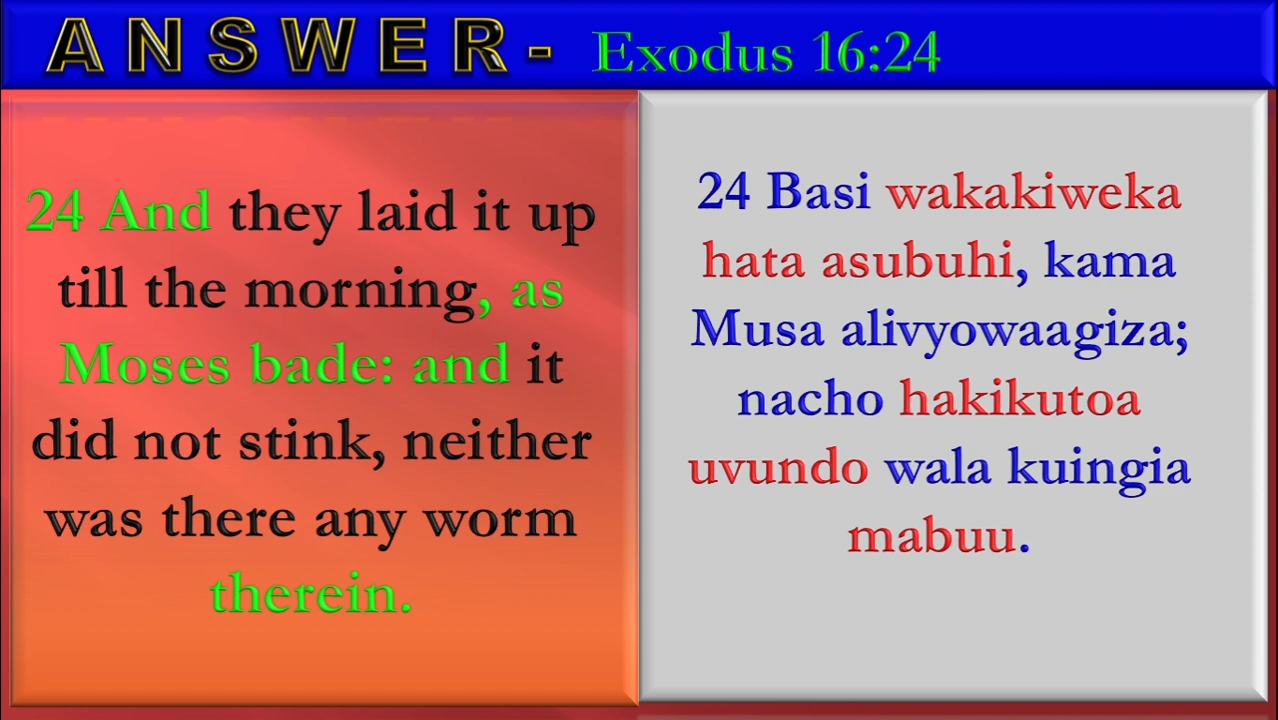 ANSWER- Exodus 16:24
24 And they laid it up
till the morning, as
Moses bade: and it
did not stink, neither
was there any worm
therein.
24 Basi wakakiweka
hata asubuhi, kama
Musa alivyowaagiza;
nacho hakikutoa
uvundo wala kuingia
mabuu.